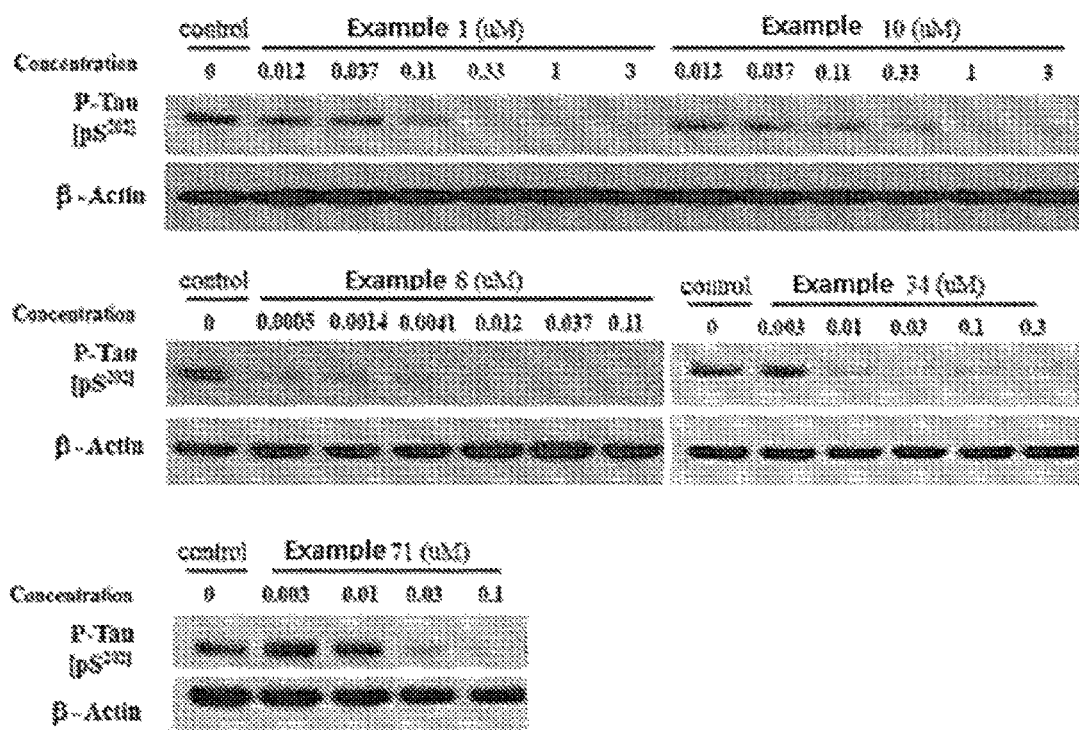 control Example 1 (uM) Example 10 (uM)
Concentration 0 0.012 0.037 0.11 0.33 1 3 0.012 0.037 0.11 0.33 1 3
P-Tau
[pS²⁰²]
β-Actin
control Example 8 (uM) control Example 34 (uM)
Concentration 0 0.0005 0.0014 0.0041 0.012 0.037 0.11 0 0.003 0.01 0.03 0.1 0.3
P-Tau
[pS²⁰²]
β-Actin
control Example 71 (uM)
Concentration 0 0.003 0.01 0.03 0.1
P-Tau
[pS²⁰²]
β-Actin